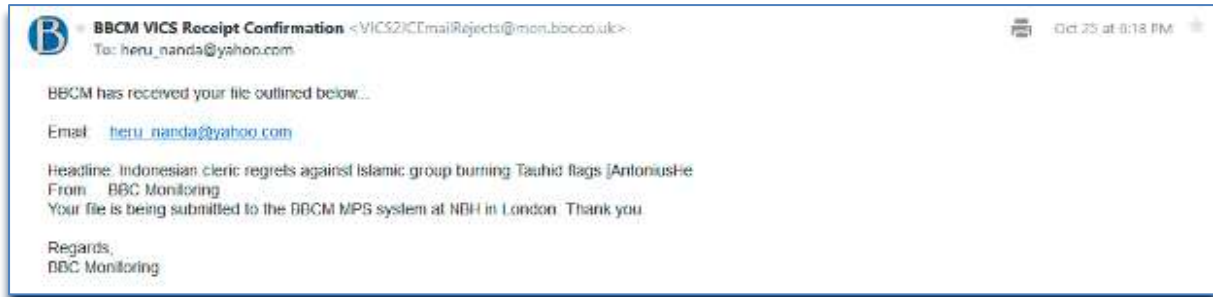 B
BBCM VICS Receipt Confirmation <VICS2ICEmailRejects@mon.bbc.co.uk>
Oct 25 at 6:18 PM
To: heru_nanda@yahoo.com
BBCM has received your file outlined below...
Email: heru_nanda@yahoo.com
Headline: Indonesian cleric regrets against Islamic group burning Tauhid flags [AntoniusHe
From: BBC Monitoring
Your file is being submitted to the BBCM MPS system at NBH in London. Thank you.
Regards,
BBC Monitoring